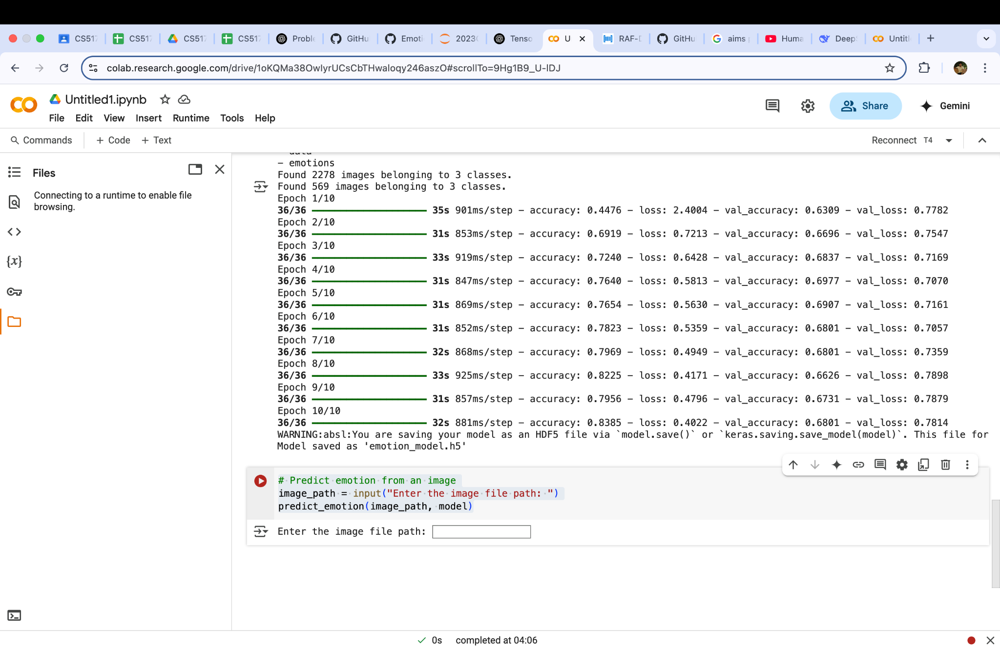 CS517
CS517
CS517
CS517
Proble
GitHu
Emoti
2023
Tenso
U
RAF-D
GitHu
aims
Huma
Deep
Untitl
colab.research.google.com/drive/1oKQMa38OwlyrUCsCbTHwaloqy246aszO#scrollTo=9Hg1B9_U-lDJ
Untitled1.ipynb
File Edit View Insert Runtime Tools Help
Share
Gemini
Commands + Code + Text
Reconnect T4
Files
Connecting to a runtime to enable file
browsing.
data
- emotions
Found 2278 images belonging to 3 classes.
Found 569 images belonging to 3 classes.
Epoch 1/10
36/36 35s 901ms/step - accuracy: 0.4476 - loss: 2.4004 - val_accuracy: 0.6309 - val_loss: 0.7782
Epoch 2/10
36/36 31s 853ms/step - accuracy: 0.6919 - loss: 0.7213 - val_accuracy: 0.6696 - val_loss: 0.7547
Epoch 3/10
36/36 33s 919ms/step - accuracy: 0.7240 - loss: 0.6428 - val_accuracy: 0.6837 - val_loss: 0.7169
Epoch 4/10
36/36 31s 847ms/step - accuracy: 0.7640 - loss: 0.5813 - val_accuracy: 0.6977 - val_loss: 0.7070
Epoch 5/10
36/36 31s 869ms/step - accuracy: 0.7654 - loss: 0.5630 - val_accuracy: 0.6907 - val_loss: 0.7161
Epoch 6/10
36/36 31s 852ms/step - accuracy: 0.7823 - loss: 0.5359 - val_accuracy: 0.6801 - val_loss: 0.7057
Epoch 7/10
36/36 32s 868ms/step - accuracy: 0.7969 - loss: 0.4949 - val_accuracy: 0.6801 - val_loss: 0.7359
Epoch 8/10
36/36 33s 925ms/step - accuracy: 0.8225 - loss: 0.4171 - val_accuracy: 0.6626 - val_loss: 0.7898
Epoch 9/10
36/36 31s 857ms/step - accuracy: 0.7956 - loss: 0.4796 - val_accuracy: 0.6731 - val_loss: 0.7879
Epoch 10/10
36/36 32s 881ms/step - accuracy: 0.8385 - loss: 0.4022 - val_accuracy: 0.6801 - val_loss: 0.7814
WARNING:absl:You are saving your model as an HDF5 file via `model.save()` or `keras.saving.save_model(model)`. This file for
Model saved as 'emotion_model.h5'
# Predict emotion from an image
image_path = input("Enter the image file path: ")
predict_emotion(image_path, model)
Enter the image file path:
0s completed at 04:06